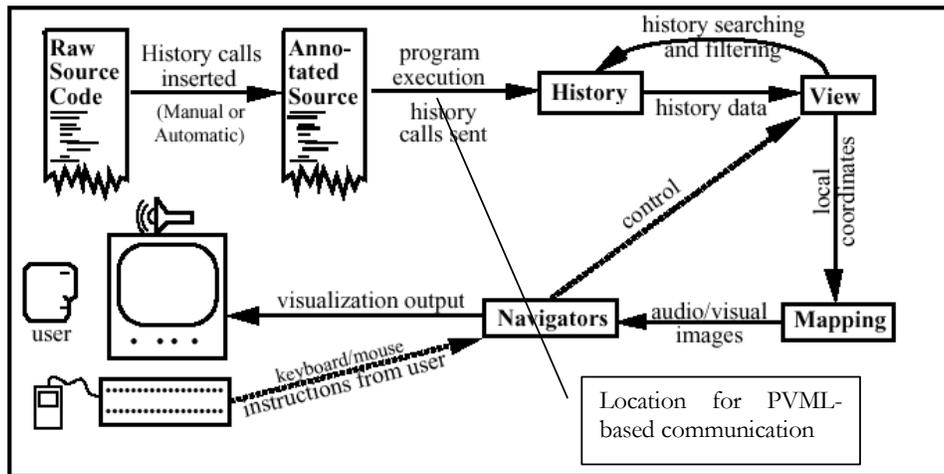 Raw
Source
Code
History calls
inserted
(Manual or
Automatic)
Anno-
tated
Source
program
execution
history
calls sent
History
history searching
and filtering
history data
View
control
local
coordinates
user
visualization output
Navigators
audio/visual
images
Mapping
keyboard/mouse
instructions from user
Location for PVML-
based communication